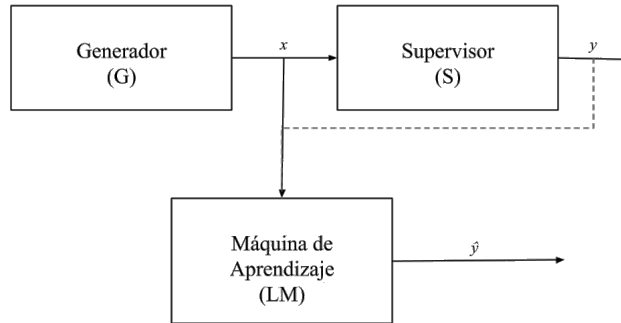 Generador
(G)
x
Supervisor
(S)
y
Máquina de
Aprendizaje
(LM)
ŷ